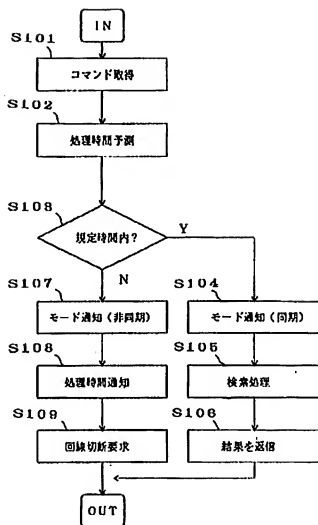 IN
S101
コマンド取得
S102
処理時間予測
S103
規定時間内?
Y
N
S107
モード通知(非同期)
S104
モード通知(同期)
S108
処理時間通知
S105
検索処理
S109
回線切断要求
S106
結果を返信
OUT